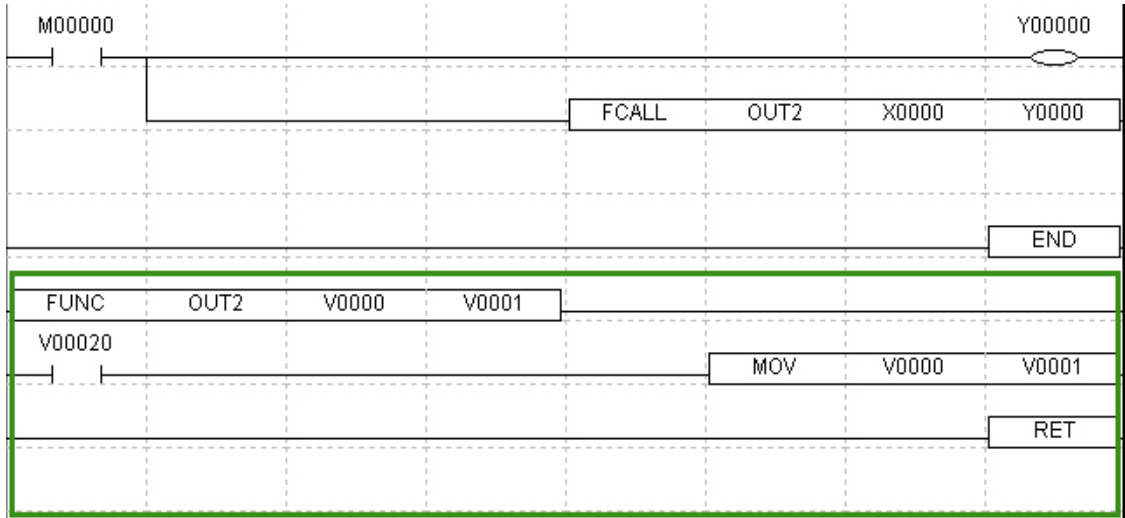 M00000 Y00000
FCALL OUT2 X0000 Y0000
END
FUNC OUT2 V0000 V0001
V00020
MOV V0000 V0001
RET